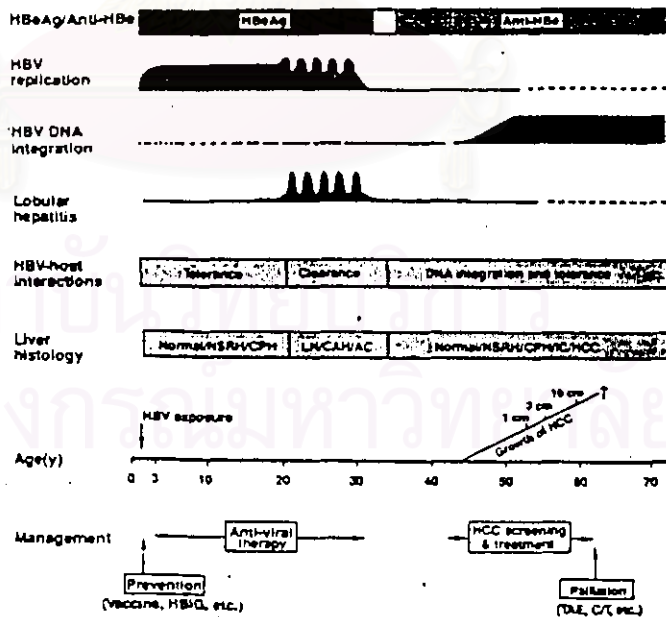 HBeAg/Anti-HBe HBeAg Anti-HBe
HBV
replication
HBV DNA
integration
Lobular
hepatitis
HBV-host
interactions
Tolerance Clearance DNA integration and tolerance
Liver
histology
Normal/NSRH/CPH LH/CAH/AC Normal/NSRH/CPH/IC/HCC
HBV exposure
1 cm 3 cm 10 cm
Growth of HCC
Age(y)
0 3 10 20 30 40 50 60 70
Management
Anti-viral
therapy
HCC screening
& treatment
Prevention
(Vaccine, HBIG, etc.)
Palliation
(TAE, C/T, etc.)